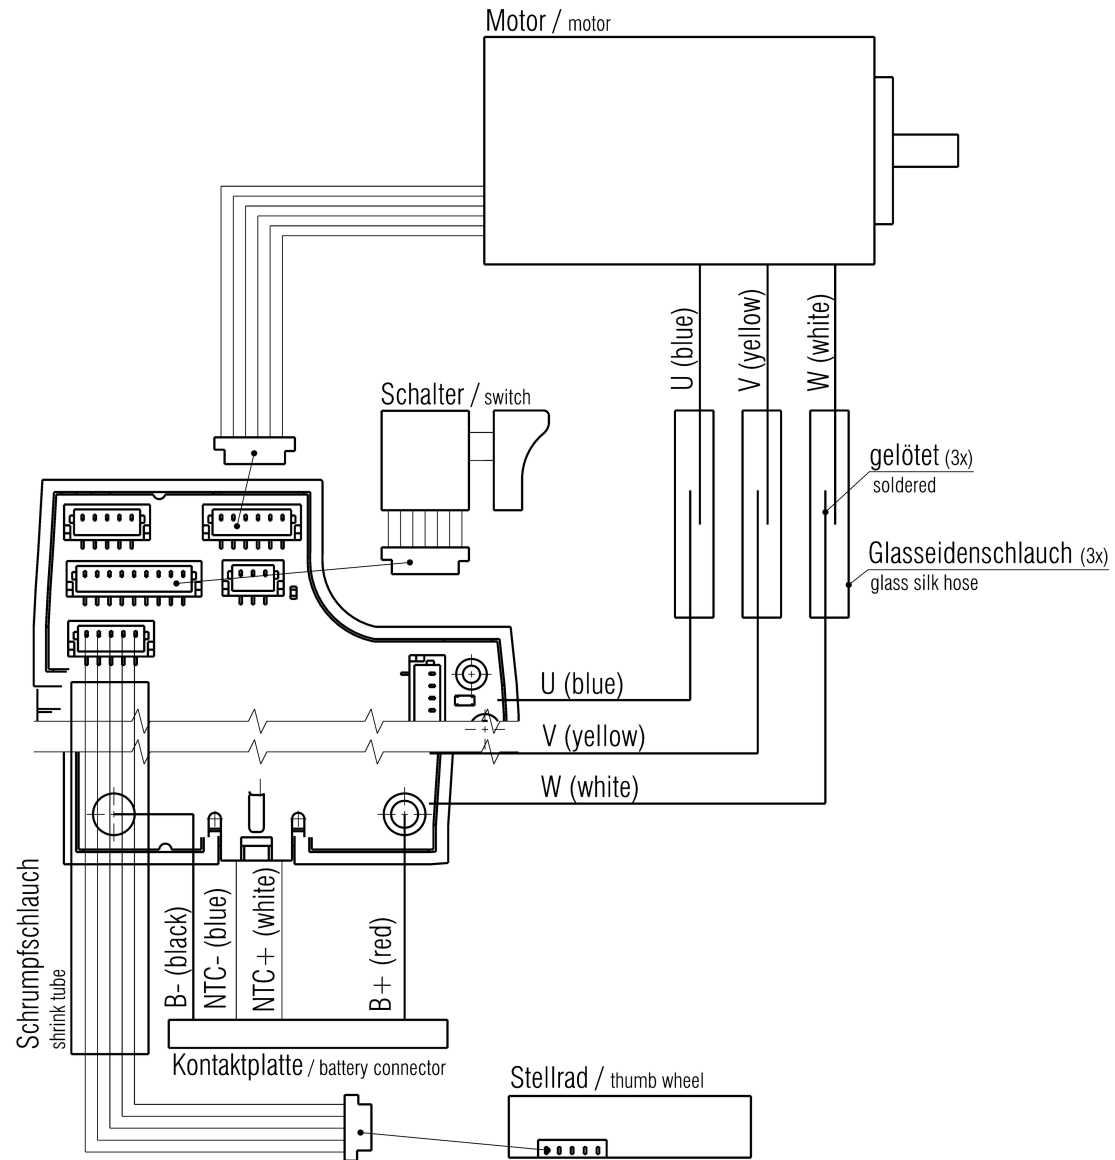 Motor / motor
U (blue)
V (yellow)
W (white)
Schalter / switch
gelötet (3x)
soldered
Glasseidenschlauch (3x)
glass silk hose
U (blue)
V (yellow)
W (white)
Schrumpfschlauch
shrink tube
B- (black)
NTC- (blue)
NTC+ (white)
B+ (red)
Kontaktplatte / battery connector
Stellrad / thumb wheel